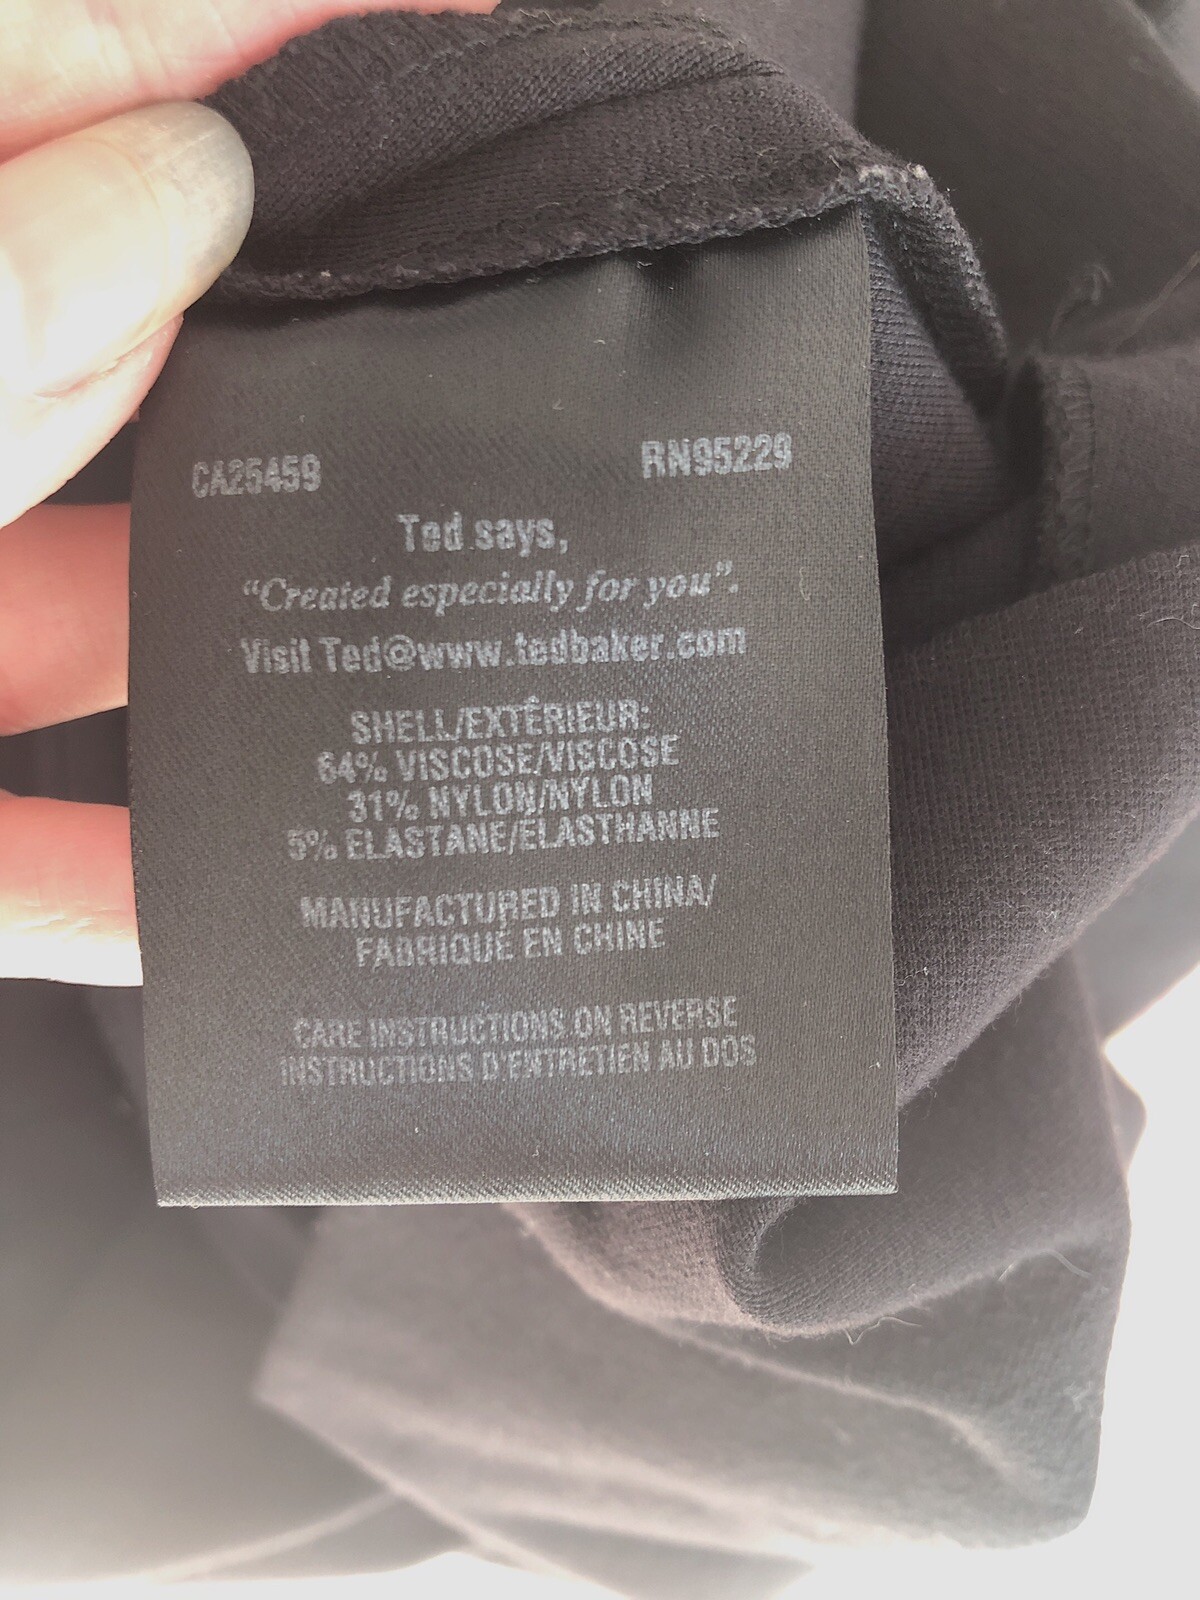 CA25459 RN95229
Ted says,
“Created especially for you”.
Visit Ted@www.tedbaker.com
SHELL/EXTÊRIEUR:
64% VISCOSE/VISCOSE
31% NYLON/NYLON
5% ELASTANE/ÉLASTHANNE
MANUFACTURED IN CHINA/
FABRIQUÉ EN CHINE
CARE INSTRUCTIONS ON REVERSE
INSTRUCTIONS D'ENTRETIEN AU DOS